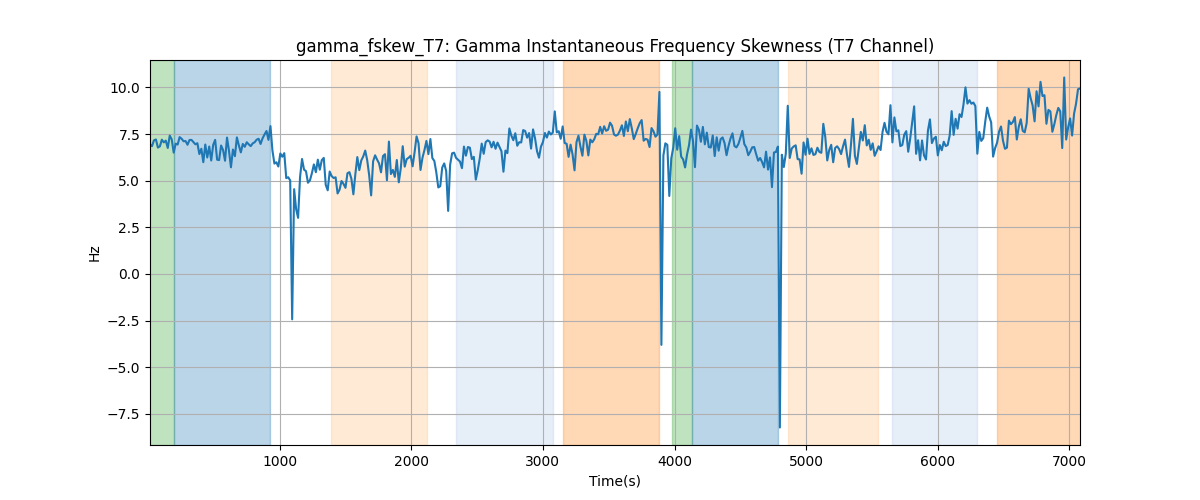 gamma_fskew_T7: Gamma Instantaneous Frequency Skewness (T7 Channel)
10.0
7.5
5.0
2.5
0.0
−2.5
−5.0
−7.5
Hz
1000 2000 3000 4000 5000 6000 7000
Time(s)